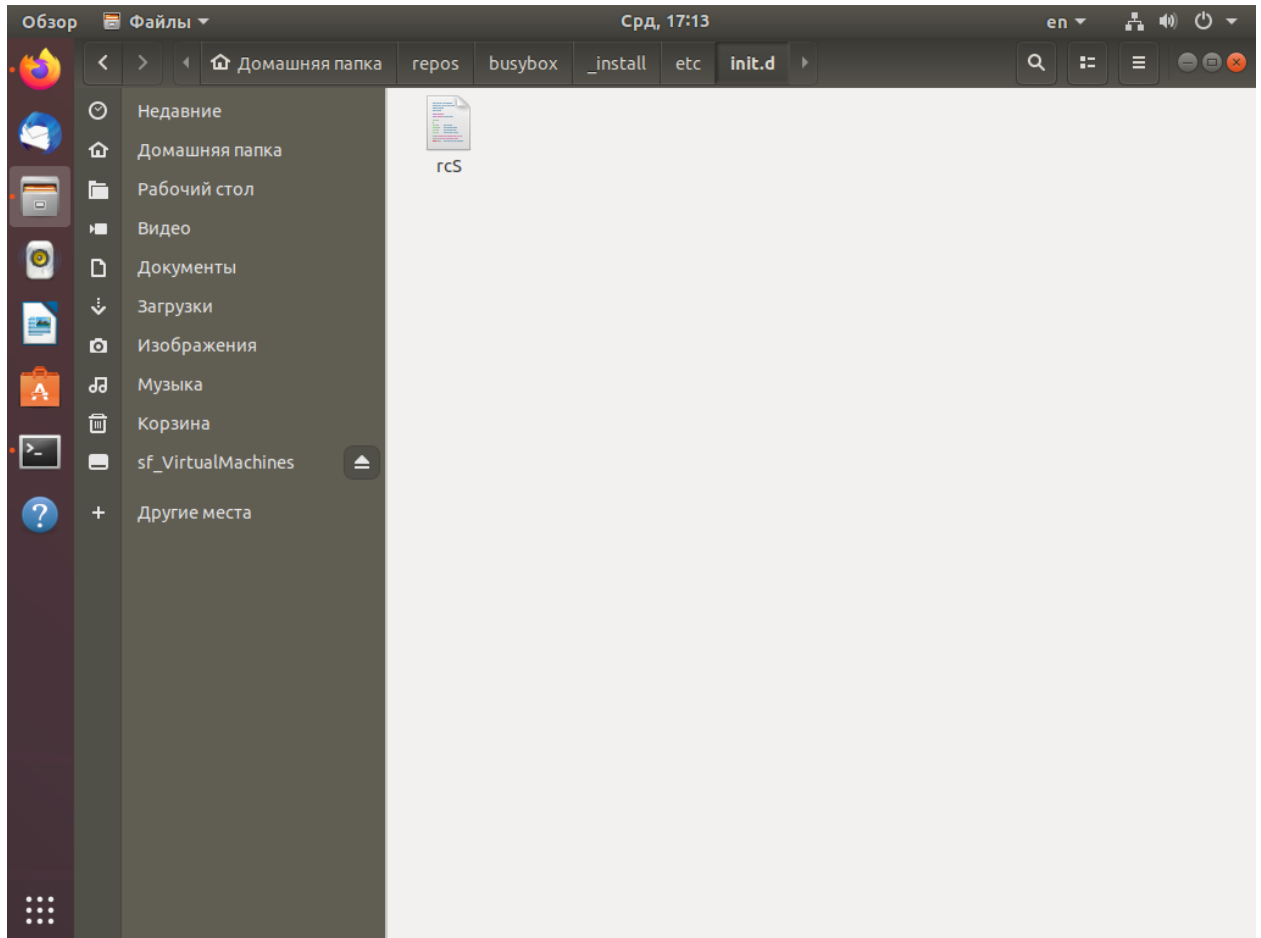 Обзор Файлы Срд, 17:13 en
Домашняя папка repos busybox _install etc init.d
Недавние
Домашняя папка
Рабочий стол
Видео
Документы
Загрузки
Изображения
Музыка
Корзина
sf_VirtualMachines
Другие места
rcS